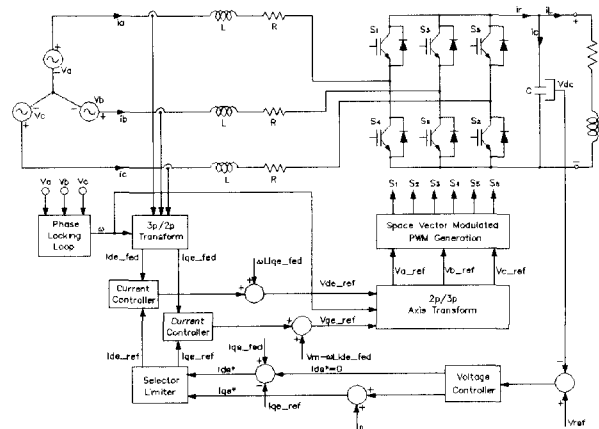 ia
L
R
Va
Vb
Vc
ib
L
R
ic
L
R
S1
S3
S5
S4
S6
S2
ir
iL
ic
C
Vdc
Va Vb Vc
Phase
Locking
Loop
ω
3p/2p
Transform
Ide_fed
Iqe_fed
Current
Controller
Current
Controller
ωLIqe_fed
Vde_ref
Vqe_ref
Vm-ωLIde_fed
S1 S2 S3 S4 S5 S6
Space Vector Modulated
PWM Generation
Va_ref
Vb_ref
Vc_ref
2p/3p
Axis Transform
Ide_ref
Iqe_ref
Iqe_fed
Selector
Limiter
Ide*
Ide*=0
Iqe*
Iqe_ref
Voltage
Controller
Vref